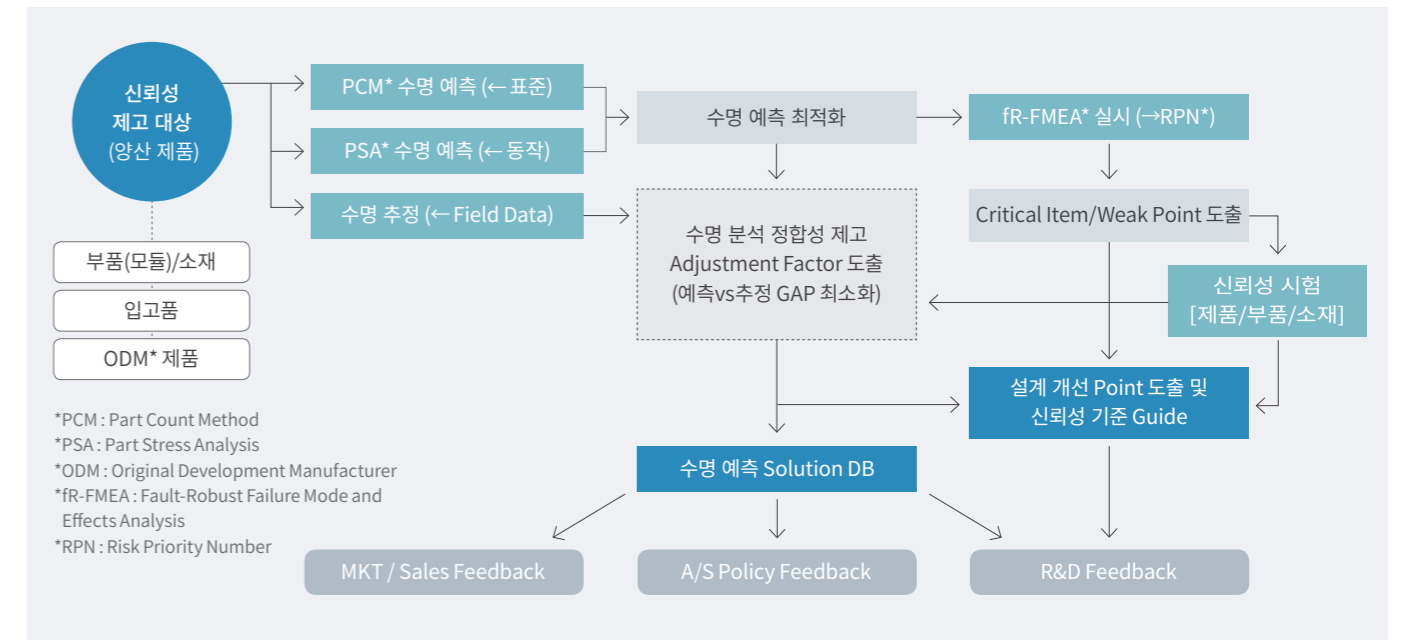 신뢰성
제고 대상
(양산 제품)
부품(모듈)/소재
입고품
ODM* 제품
PCM* 수명 예측 (←표준)
PSA* 수명 예측 (←동작)
수명 추정 (←Field Data)
수명 예측 최적화
수명 분석 정합성 제고
Adjustment Factor 도출
(예측vs추정 GAP 최소화)
fR-FMEA* 실시 (→RPN*)
Critical Item/Weak Point 도출
신뢰성 시험
[제품/부품/소재]
설계 개선 Point 도출 및
신뢰성 기준 Guide
수명 예측 Solution DB
MKT / Sales Feedback
A/S Policy Feedback
R&D Feedback
*PCM : Part Count Method
*PSA : Part Stress Analysis
*ODM : Original Development Manufacturer
*fR-FMEA : Fault-Robust Failure Mode and
Effects Analysis
*RPN : Risk Priority Number